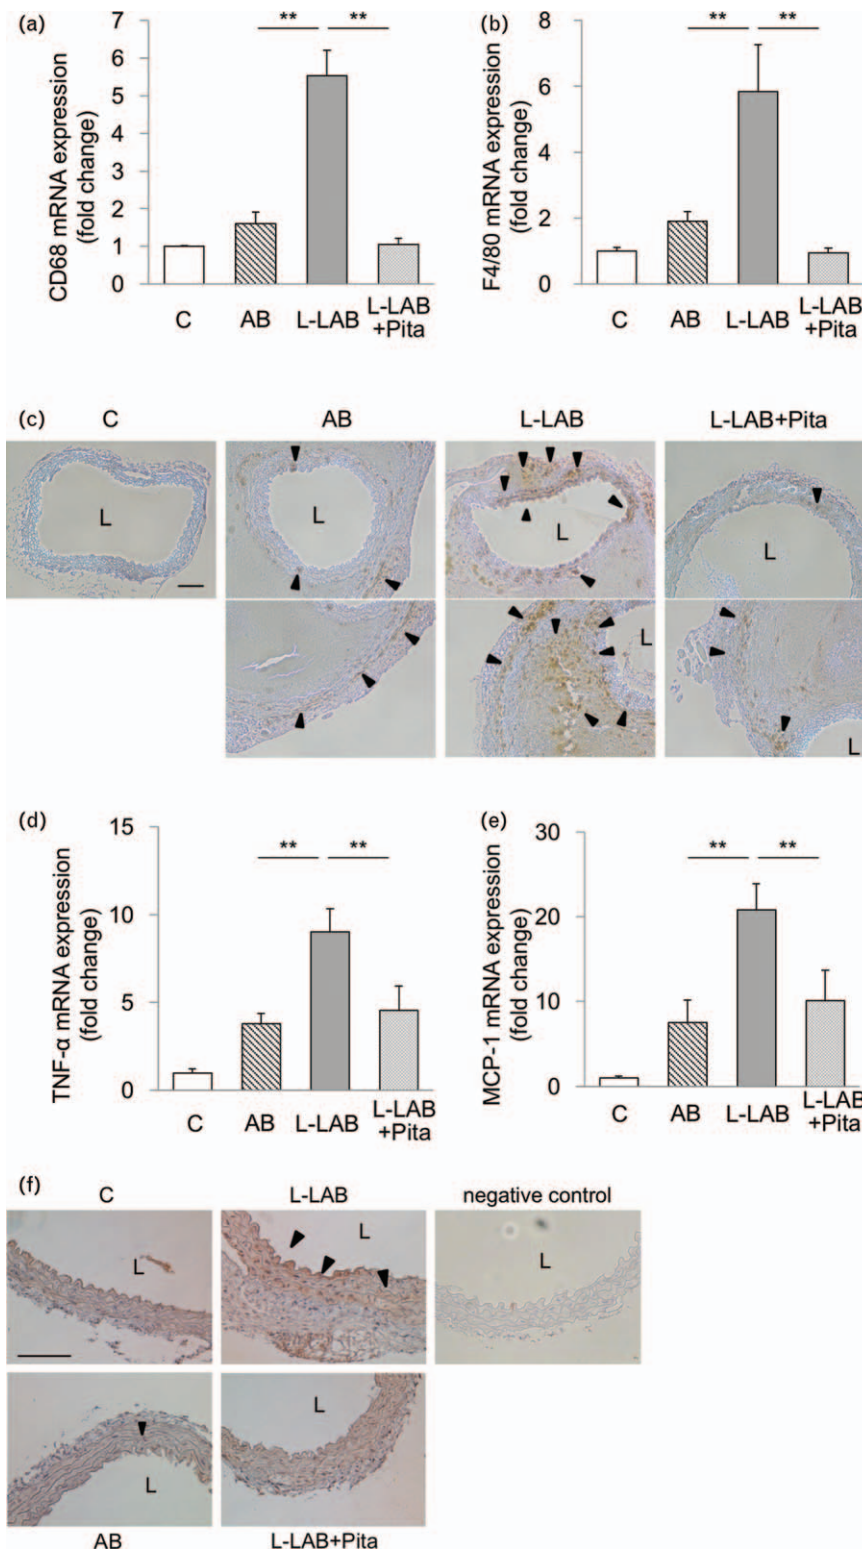 (a)
CD68 mRNA expression
(fold change)
7
6
5
4
3
2
1
0
** **
C AB L-LAB L-LAB
+Pita
(b)
F4/80 mRNA expression
(fold change)
8
6
4
2
0
** **
C AB L-LAB L-LAB
+Pita
(c)
C AB L-LAB L-LAB+Pita
L L L L
L L
(d)
TNF-α mRNA expression
(fold change)
15
10
5
0
** **
C AB L-LAB L-LAB
+Pita
(e)
MCP-1 mRNA expression
(fold change)
30
20
10
0
** **
C AB L-LAB L-LAB
+Pita
(f)
C L-LAB negative control
L L L
L L
AB L-LAB+Pita